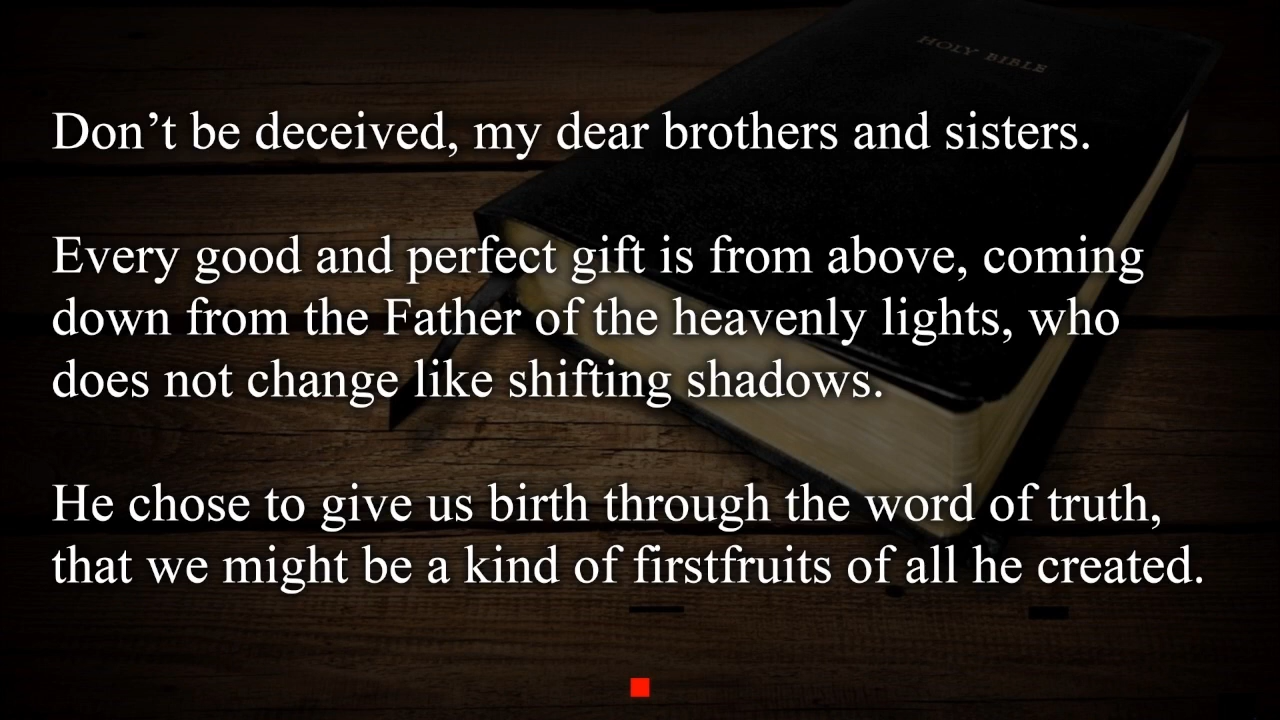 HOLY BIBLE
Don’t be deceived, my dear brothers and sisters.
Every good and perfect gift is from above, coming
down from the Father of the heavenly lights, who
does not change like shifting shadows.
He chose to give us birth through the word of truth,
that we might be a kind of firstfruits of all he created.